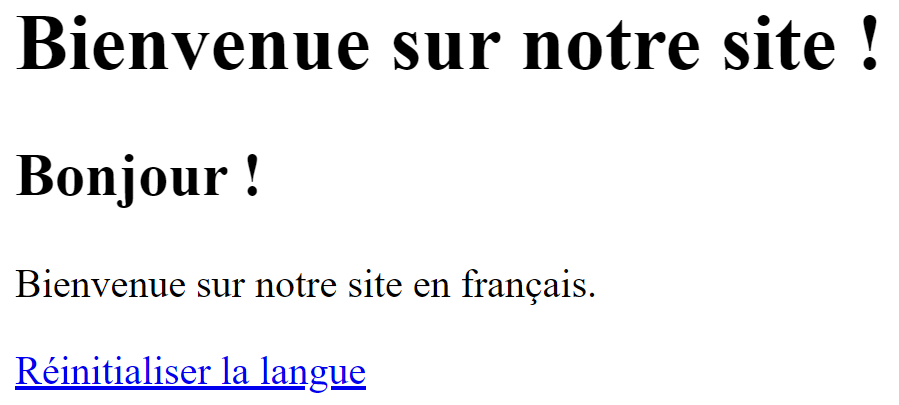 Bienvenue sur notre site !
Bonjour !
Bienvenue sur notre site en français.
Réinitialiser la langue